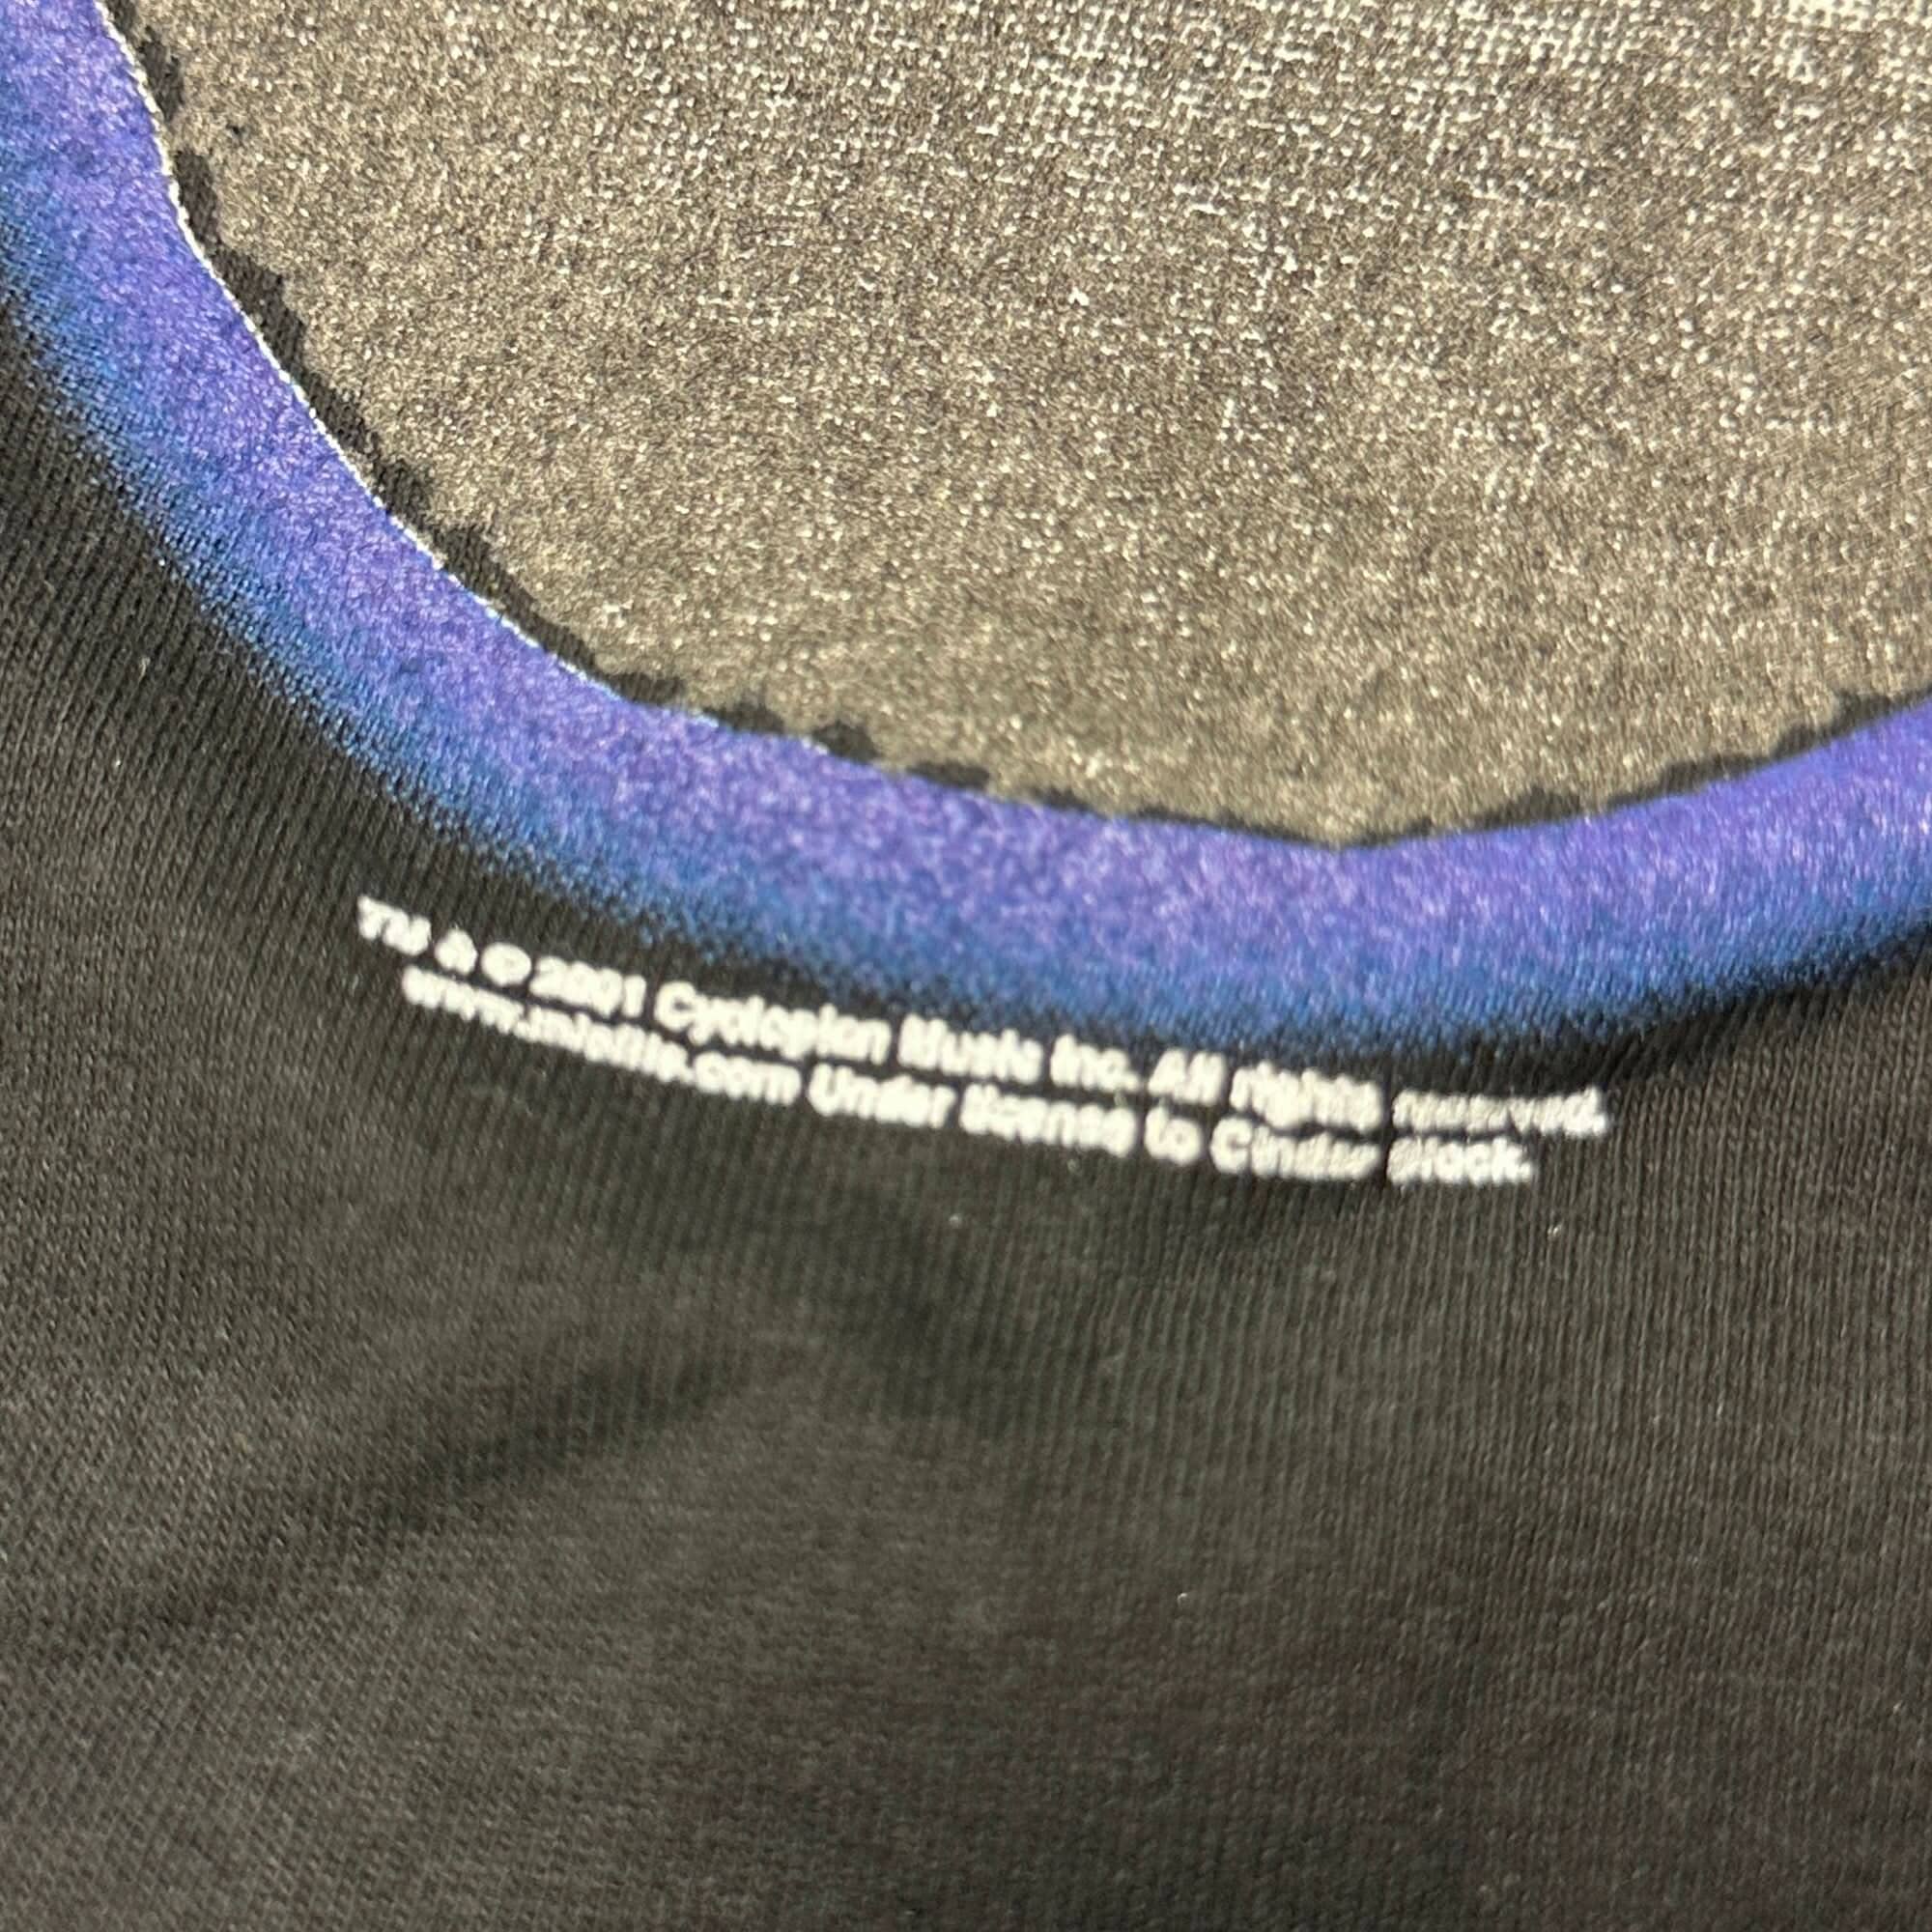 TM & © 2001 Cyclopian Music Inc. All rights reserved.
www.misfits.com Under license to Cinder Block.